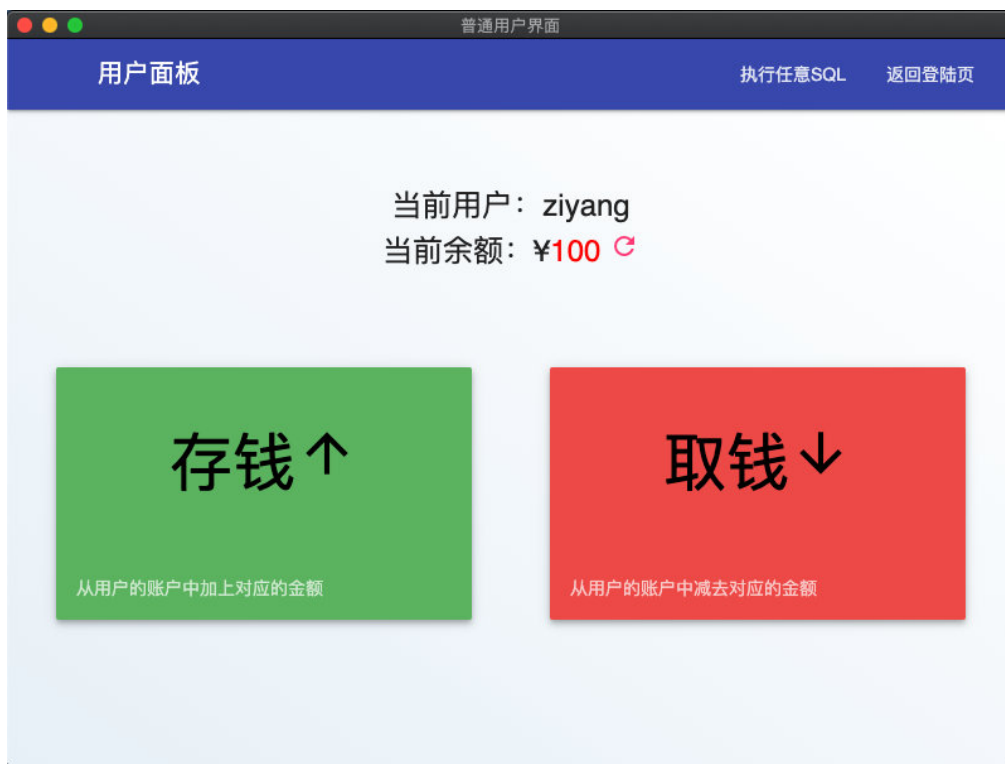 普通用户界面
用户面板 执行任意SQL 返回登陆页
当前用户：ziyang
当前余额：¥100
存钱↑ 取钱↓
从用户的账户中加上对应的金额 从用户的账户中减去对应的金额